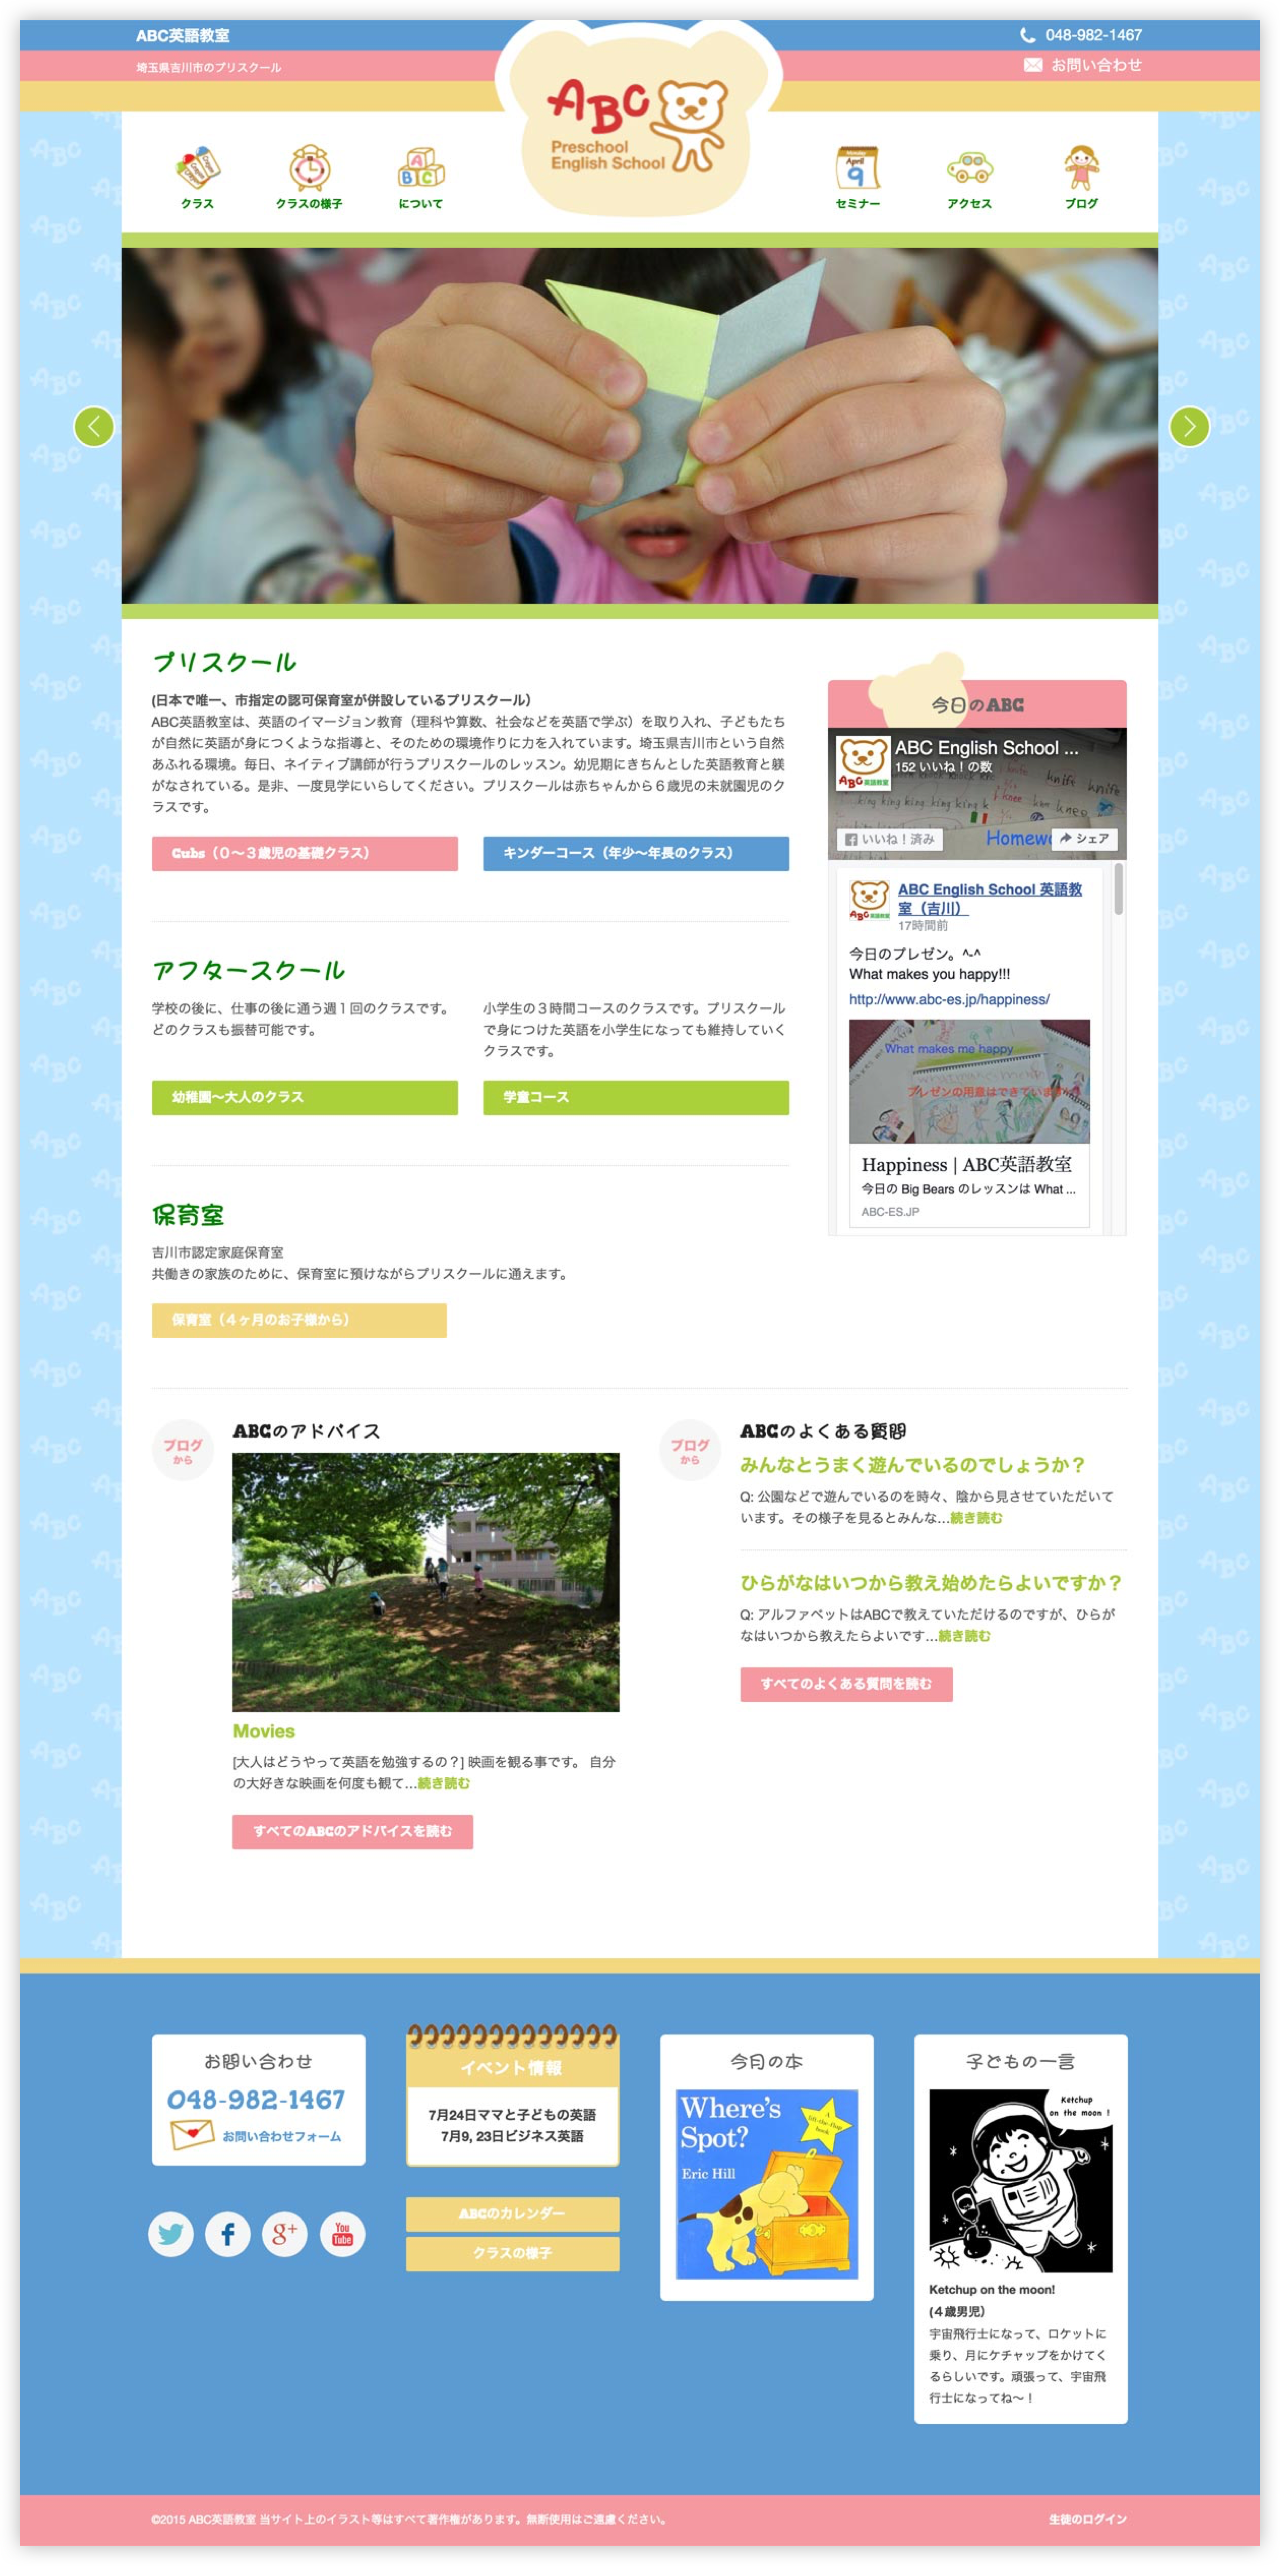 ABC英語教室
048-982-1467
埼玉県吉川市のプリスクール
お問い合わせ
ABC
Preschool
English School
クラス
クラスの様子
について
セミナー
アクセス
ブログ
プリスクール
(日本で唯一、市指定の認可保育室が併設しているプリスクール）
ABC英語教室は、英語のイマージョン教育（理科や算数、社会などを英語で学ぶ）を取り入れ、子どもたち
が自然に英語が身につくような指導と、そのための環境作りに力を入れています。埼玉県吉川市という自然
あふれる環境。毎日、ネイティブ講師が行うプリスクールのレッスン。幼児期にきちんとした英語教育と躾
がなされている。是非、一度見学にいらしてください。プリスクールは赤ちゃんから６歳児の未就園児のク
ラスです。
Cubs（０〜３歳児の基礎クラス）
キンダーコース（年少〜年長のクラス）
アフタースクール
学校の後に、仕事の後に通う週１回のクラスです。
どのクラスも振替可能です。
小学生の３時間コースのクラスです。プリスクール
で身につけた英語を小学生になっても維持していく
クラスです。
幼稚園〜大人のクラス
学童コース
保育室
吉川市認定家庭保育室
共働きの家族のために、保育室に預けながらプリスクールに通えます。
保育室（４ヶ月のお子様から）
今日のABC
ABC English School ...
152 いいね！の数
いいね！済み
シェア
ABC English School 英語教
室（吉川）
17時間前
今日のプレゼン。^-^
What makes you happy!!!
http://www.abc-es.jp/happiness/
What makes me happy
プレゼンの用意はできていますか
Happiness | ABC英語教室
今日の Big Bears のレッスンは What ...
ABC-ES.JP
ブログ
から
ABCのアドバイス
Movies
[大人はどうやって英語を勉強するの？] 映画を観る事です。 自分
の大好きな映画を何度も観て…続き読む
すべてのABCのアドバイスを読む
ブログ
から
ABCのよくある質問
みんなとうまく遊んでいるのでしょうか？
Q: 公園などで遊んでいるのを時々、陰から見させていただいて
います。その様子を見るとみんな…続き読む
ひらがなはいつから教え始めたらよいですか？
Q: アルファベットはABCで教えていただけるのですが、ひらが
なはいつから教えたらよいです…続き読む
すべてのよくある質問を読む
お問い合わせ
048-982-1467
お問い合わせフォーム
イベント情報
7月24日ママと子どもの英語
7月9, 23日ビジネス英語
ABCのカレンダー
クラスの様子
今日の本
Where's
Spot?
A
lift-the-flap
book
Eric Hill
子どもの一言
Ketchup
on the moon !
Ketchup on the moon!
(４歳男児）
宇宙飛行士になって、ロケットに
乗り、月にケチャップをかけてく
るらしいです。頑張って、宇宙飛
行士になってね〜！
©2015 ABC英語教室 当サイト上のイラスト等はすべて著作権があります。無断使用はご遠慮ください。
生徒のログイン